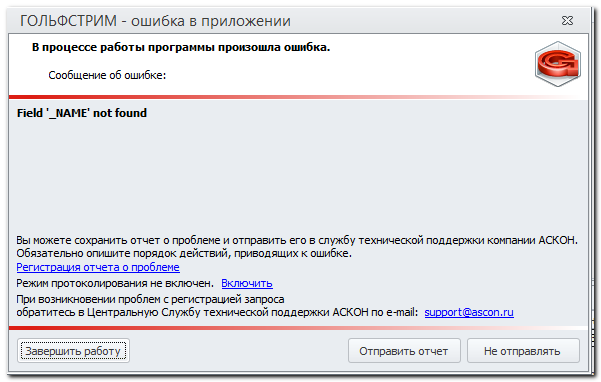 ГОЛЬФСТРИМ - ошибка в приложении
В процессе работы программы произошла ошибка.
Сообщение об ошибке:
Field '_NAME' not found
Вы можете сохранить отчет о проблеме и отправить его в службу технической поддержки компании АСКОН.
Обязательно опишите порядок действий, приводящих к ошибке.
Регистрация отчета о проблеме
Режим протоколирования не включен. Включить
При возникновении проблем с регистрацией запроса
обратитесь в Центральную Службу технической поддержки АСКОН по e-mail: support@ascon.ru
Завершить работу Отправить отчет Не отправлять